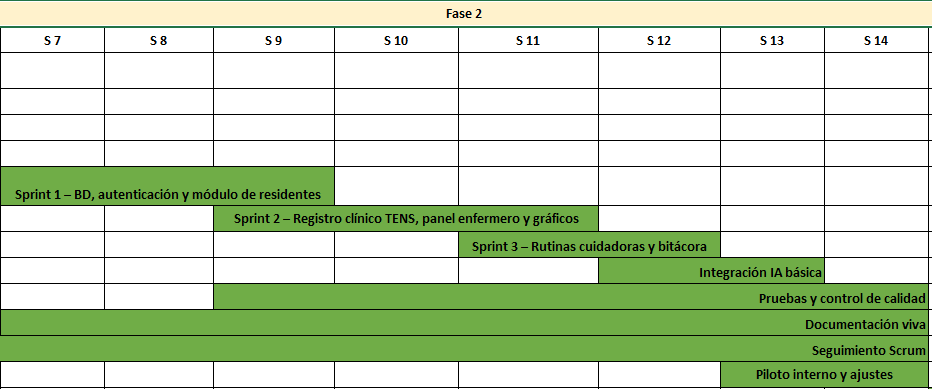 Fase 2
S 7 S 8 S 9 S 10 S 11 S 12 S 13 S 14
Sprint 1 – BD, autenticación y módulo de residentes
Sprint 2 – Registro clínico TENS, panel enfermero y gráficos
Sprint 3 – Rutinas cuidadoras y bitácora
Integración IA básica
Pruebas y control de calidad
Documentación viva
Seguimiento Scrum
Piloto interno y ajustes